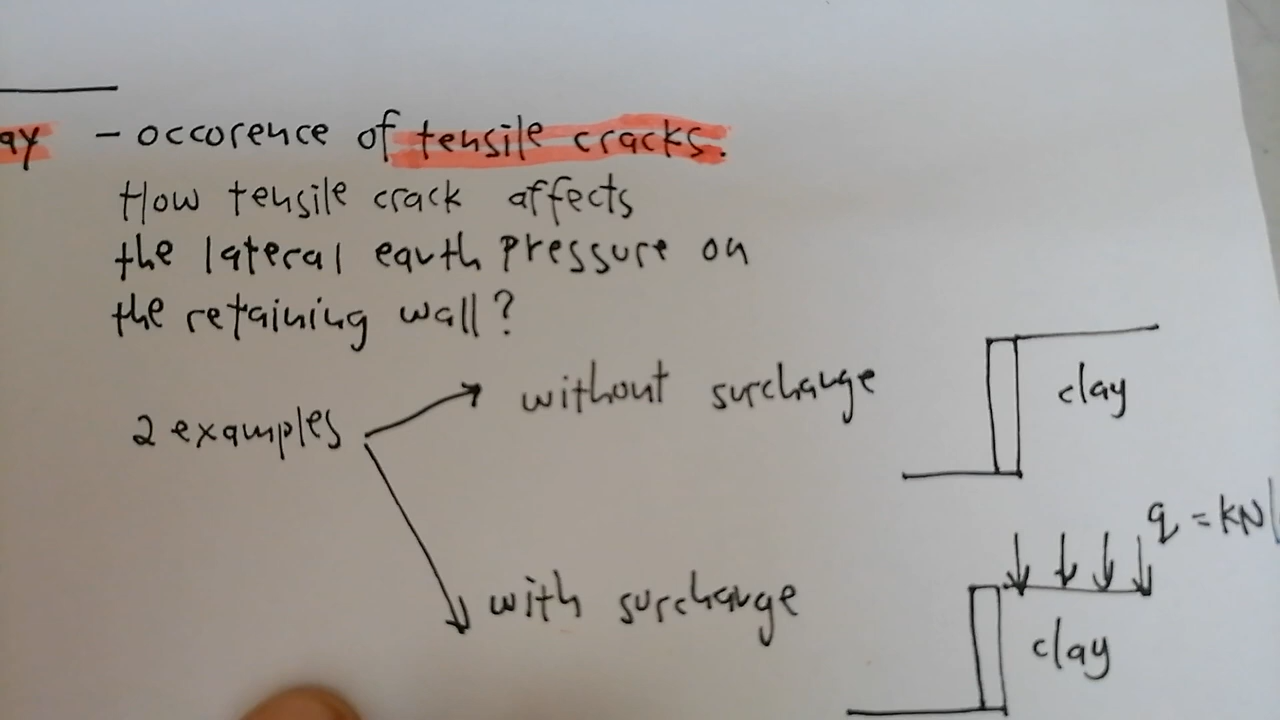 ay - occorence of tensile cracks.
How tensile crack affects
the lateral earth pressure on
the retaining wall?
2 examples
without surcharge
clay
q = kN/
with surcharge
clay